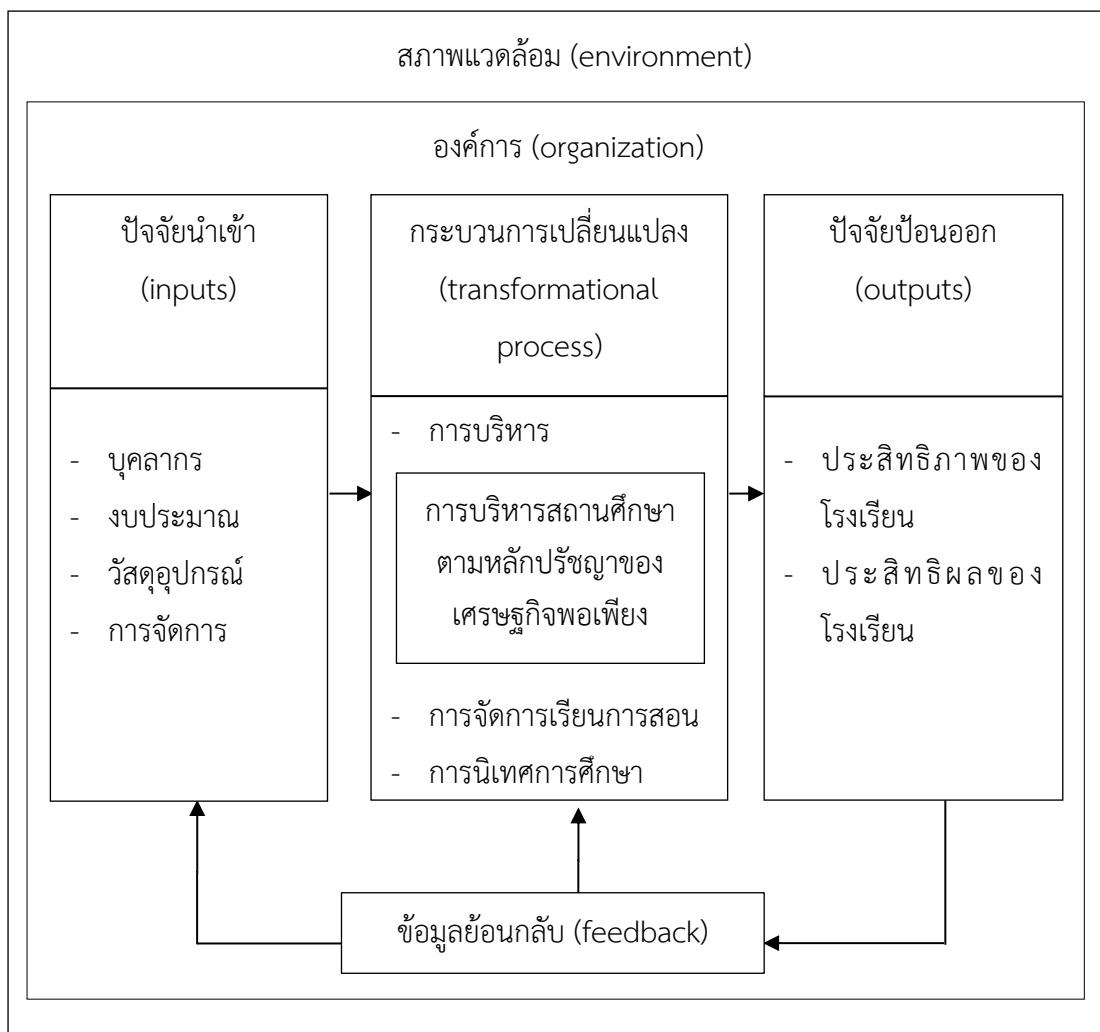 สภาพแวดล้อม (environment)
องค์การ (organization)
ปัจจัยนำเข้า
(inputs)
- บุคลากร
- งบประมาณ
- วัสดุอุปกรณ์
- การจัดการ
กระบวนการเปลี่ยนแปลง
(transformational
process)
- การบริหาร
การบริหารสถานศึกษา
ตามหลักปรัชญาของ
เศรษฐกิจพอเพียง
- การจัดการเรียนการสอน
- การนิเทศการศึกษา
ปัจจัยป้อนออก
(outputs)
- ประสิทธิภาพของ
โรงเรียน
- ประสิทธิผลของ
โรงเรียน
ข้อมูลย้อนกลับ (feedback)